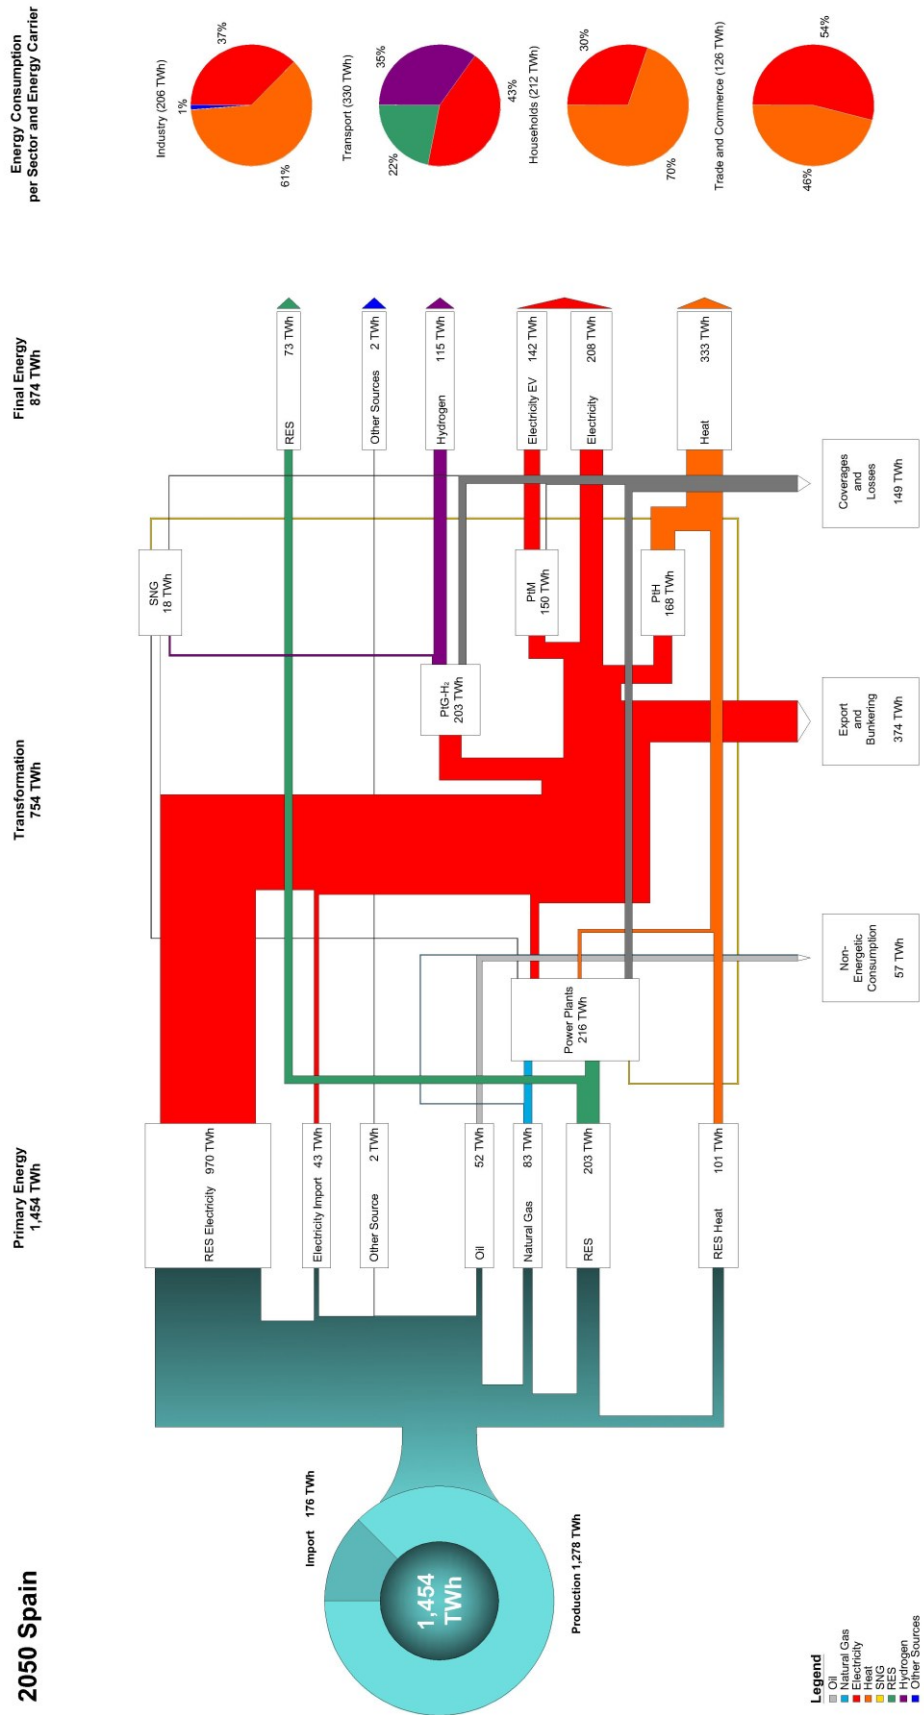 2050 Spain
Primary Energy
1,454 TWh
Transformation
754 TWh
Final Energy
874 TWh
Energy Consumption
per Sector and Energy Carrier
Import 176 TWh
1,454
TWh
Production 1,278 TWh
RES Electricity 970 TWh
Electricity Import 43 TWh
Other Source 2 TWh
Oil 52 TWh
Natural Gas 83 TWh
RES 203 TWh
RES Heat 101 TWh
Power Plants
216 TWh
SNG
18 TWh
PtG-H₂
203 TWh
PtM
150 TWh
PtH
168 TWh
RES 73 TWh
Other Sources 2 TWh
Hydrogen 115 TWh
Electricity EV 142 TWh
Electricity 208 TWh
Heat 333 TWh
Non-
Energetic
Consumption
57 TWh
Export
and
Bunkering
374 TWh
Coverages
and
Losses
149 TWh
Industry (206 TWh)
1%
37%
61%
Transport (330 TWh)
35%
22%
43%
Households (212 TWh)
30%
70%
Trade and Commerce (126 TWh)
54%
46%
Legend
Oil
Natural Gas
Electricity
Heat
SNG
RES
Hydrogen
Other Sources